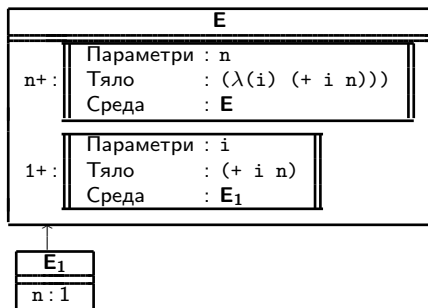 E
Параметри : n
n+ : Тяло : (λ(i) (+ i n)))
Среда : E
Параметри : i
1+ : Тяло : (+ i n)
Среда : E₁
E₁
n : 1